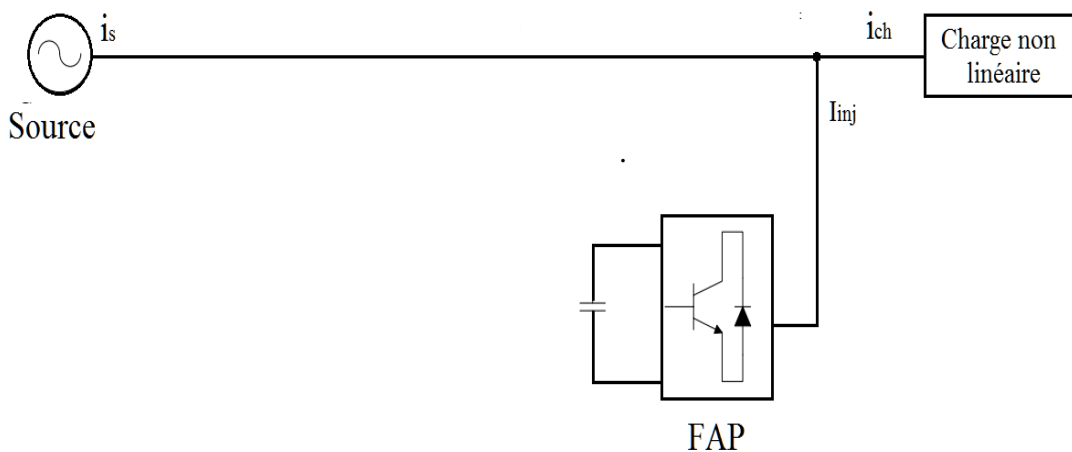 is
Source
ich
Charge non
linéaire
Iinj
FAP